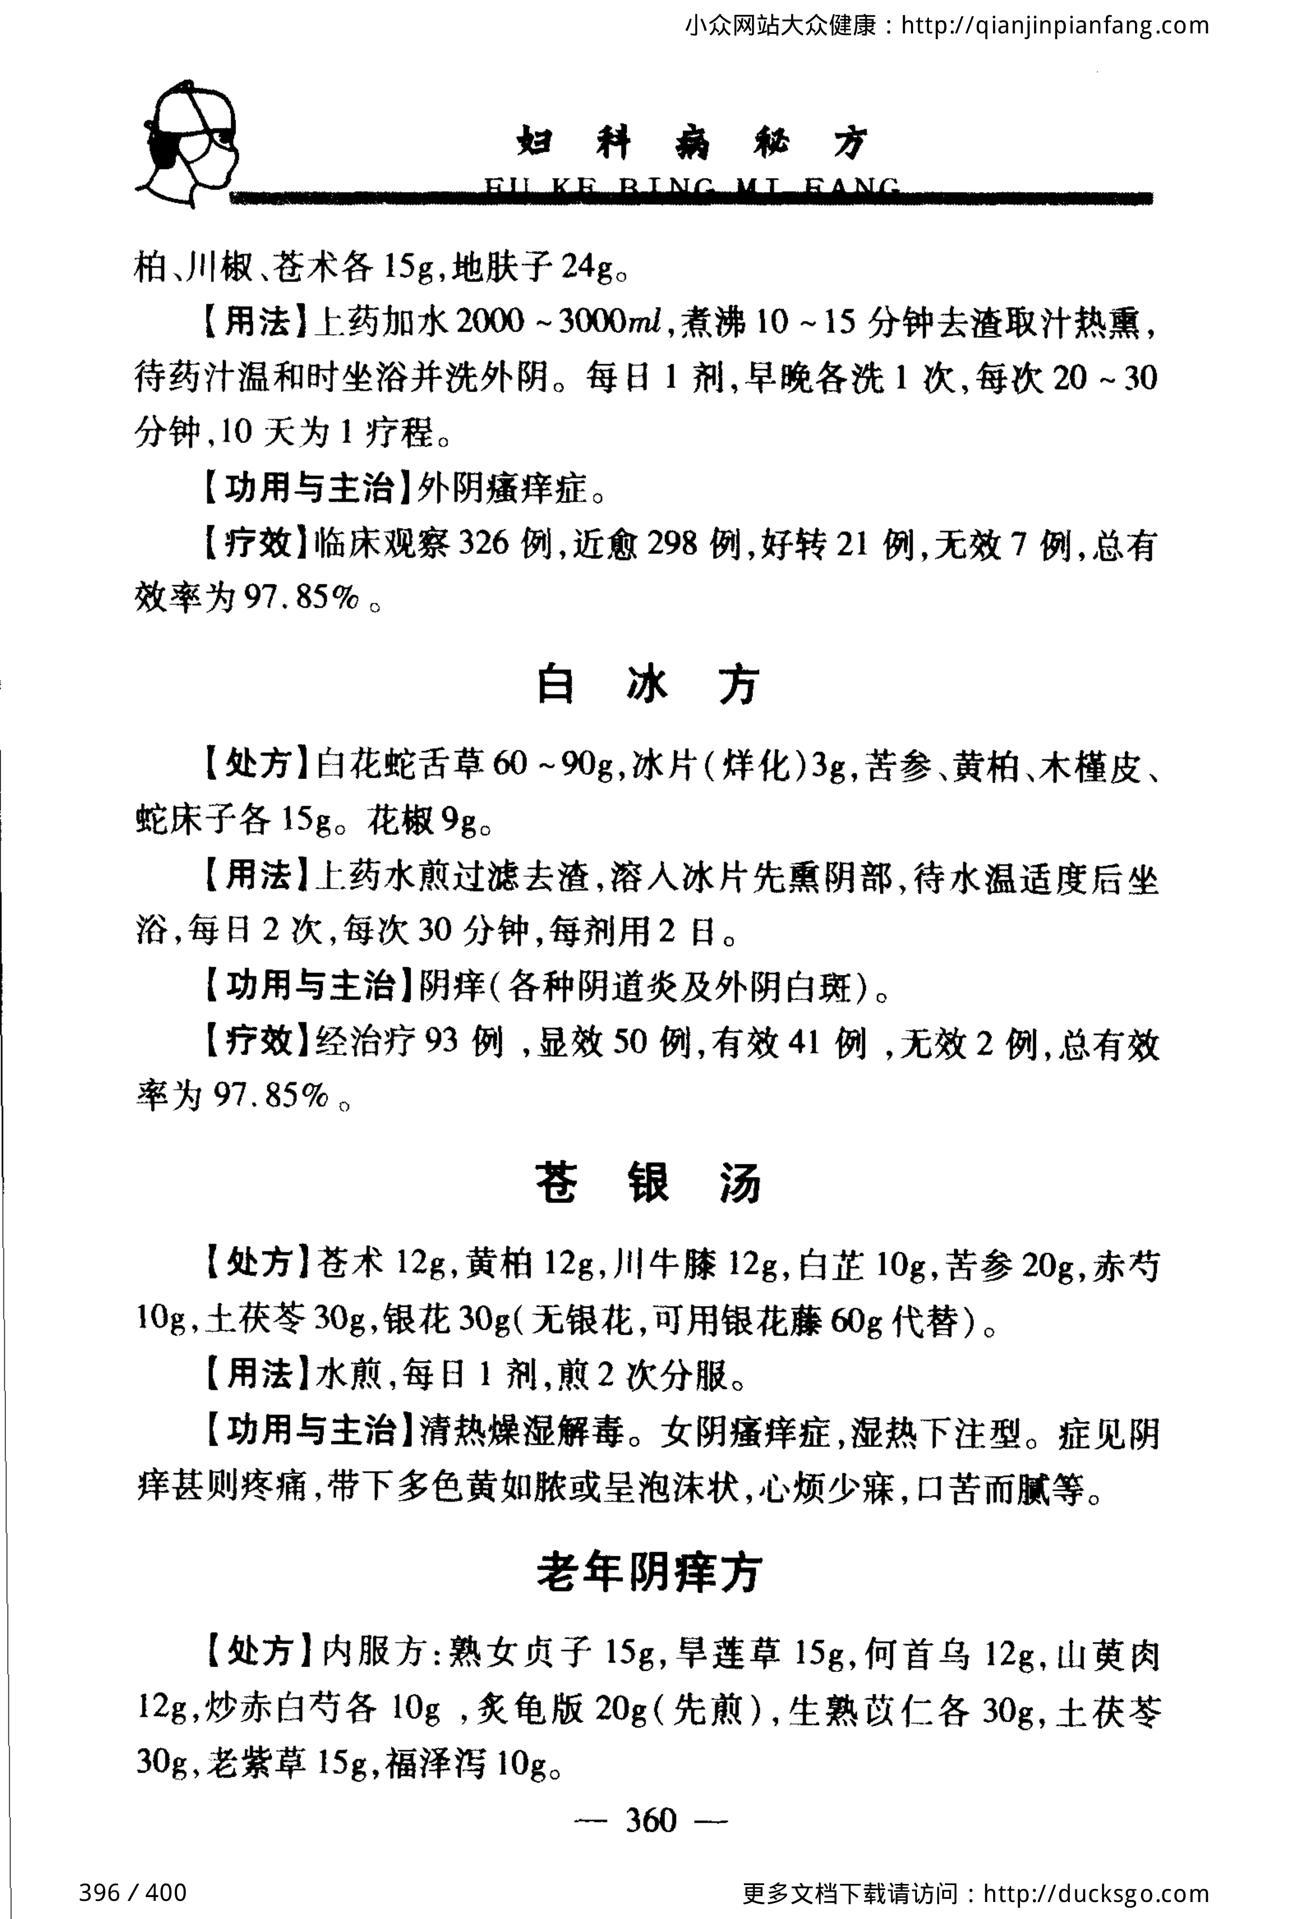 小众网站大众健康：http://qianjinpianfang.com
妇科病秘方
FU KE BING MI FANG
柏、川椒、苍术各 15g,地肤子 24g。
【用法】上药加水 2000 ~ 3000ml,煮沸 10 ~ 15 分钟去渣取汁热熏,
待药汁温和时坐浴并洗外阴。每日 1 剂,早晚各洗 1 次,每次 20 ~ 30
分钟,10 天为 1 疗程。
【功用与主治】外阴瘙痒症。
【疗效】临床观察 326 例,近愈 298 例,好转 21 例,无效 7 例,总有
效率为 97.85%。
白 冰 方
【处方】白花蛇舌草 60 ~ 90g,冰片(烊化)3g,苦参、黄柏、木槿皮、
蛇床子各 15g。花椒 9g。
【用法】上药水煎过滤去渣,溶入冰片先熏阴部,待水温适度后坐
浴,每日 2 次,每次 30 分钟,每剂用 2 日。
【功用与主治】阴痒(各种阴道炎及外阴白斑)。
【疗效】经治疗 93 例 ,显效 50 例,有效 41 例 ,无效 2 例,总有效
率为 97.85%。
苍 银 汤
【处方】苍术 12g,黄柏 12g,川牛膝 12g,白芷 10g,苦参 20g,赤芍
10g,土茯苓 30g,银花 30g(无银花,可用银花藤 60g 代替)。
【用法】水煎,每日 1 剂,煎 2 次分服。
【功用与主治】清热燥湿解毒。女阴瘙痒症,湿热下注型。症见阴
痒甚则疼痛,带下多色黄如脓或呈泡沫状,心烦少寐,口苦而腻等。
老年阴痒方
【处方】内服方:熟女贞子 15g,旱莲草 15g,何首乌 12g,山萸肉
12g,炒赤白芍各 10g ,炙龟版 20g(先煎),生熟苡仁各 30g,土茯苓
30g,老紫草 15g,福泽泻 10g。
— 360 —
396 / 400
更多文档下载请访问：http://ducksgo.com